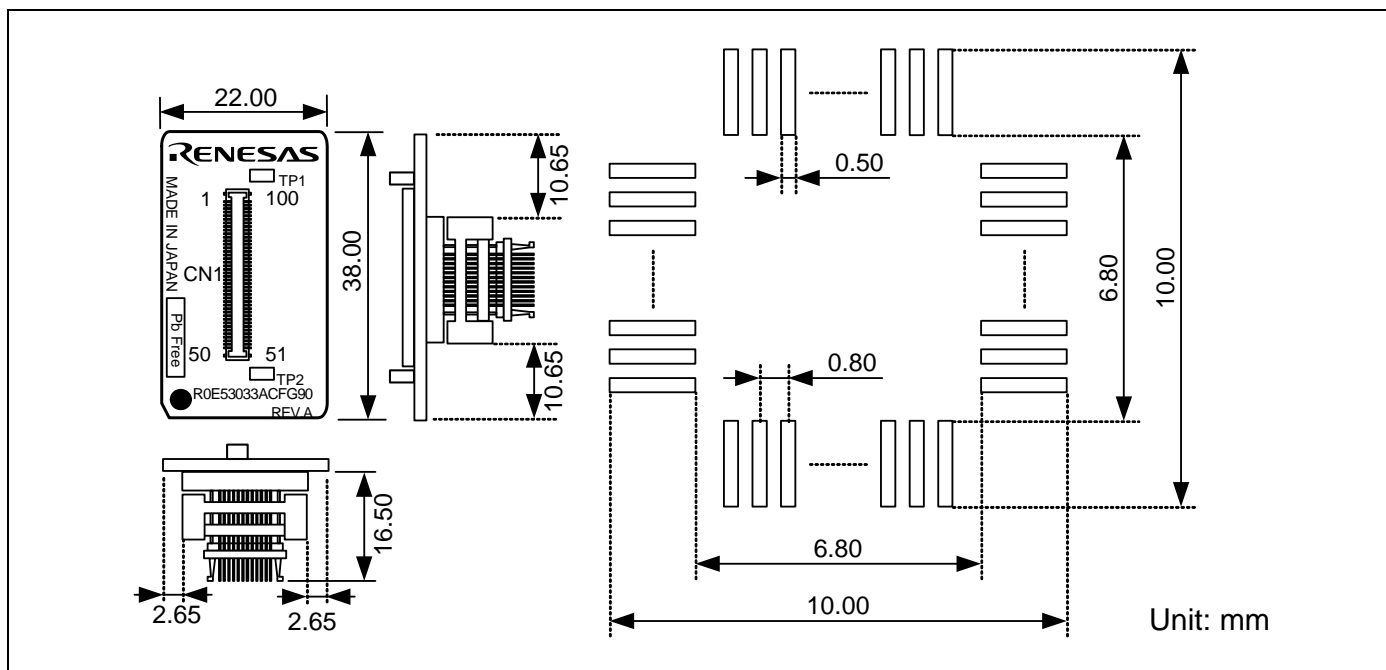 22.00
RENESAS
TP1
1 100
MADE IN JAPAN
CN1
Pb Free
50 51
TP2
R0E53033ACFG90
REV.A
38.00
10.65
10.65
16.50
2.65
2.65
0.50
6.80
10.00
0.80
6.80
10.00
Unit: mm